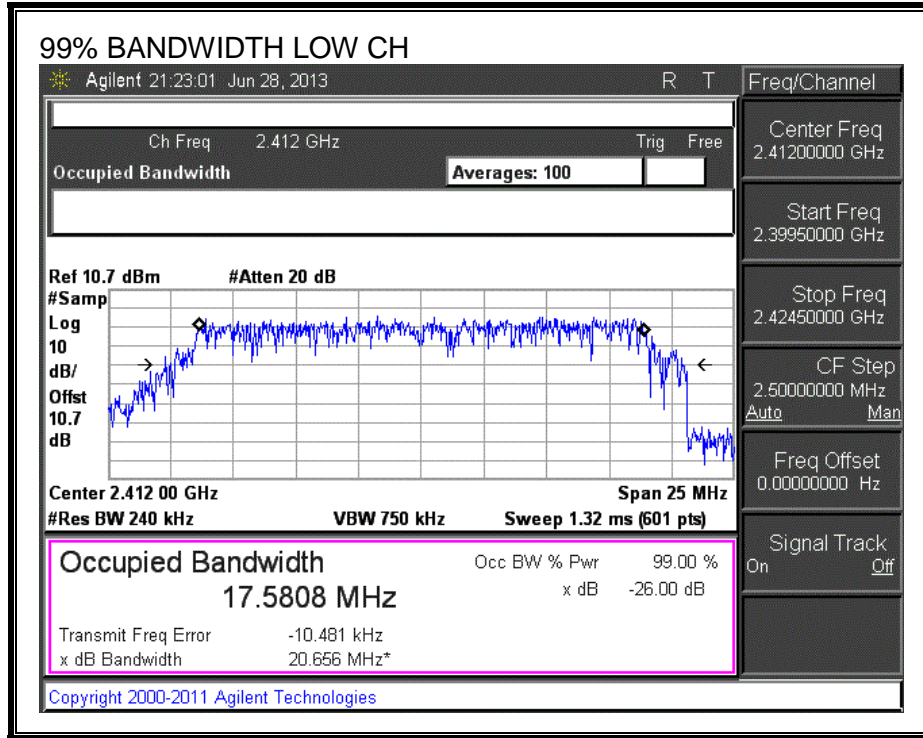 99% BANDWIDTH LOW CH
Agilent 21:23:01 Jun 28, 2013 R T
Freq/Channel
Ch Freq 2.412 GHz Trig Free
Occupied Bandwidth Averages: 100
Ref 10.7 dBm #Atten 20 dB
#Samp
Log
10
dB/
Offst
10.7
dB
Center 2.412 00 GHz Span 25 MHz
#Res BW 240 kHz VBW 750 kHz Sweep 1.32 ms (601 pts)
Occupied Bandwidth Occ BW % Pwr 99.00 %
17.5808 MHz x dB -26.00 dB
Transmit Freq Error -10.481 kHz
x dB Bandwidth 20.656 MHz*
Copyright 2000-2011 Agilent Technologies
Center Freq
2.41200000 GHz
Start Freq
2.39950000 GHz
Stop Freq
2.42450000 GHz
CF Step
2.50000000 MHz
Auto Man
Freq Offset
0.00000000 Hz
Signal Track
On Off